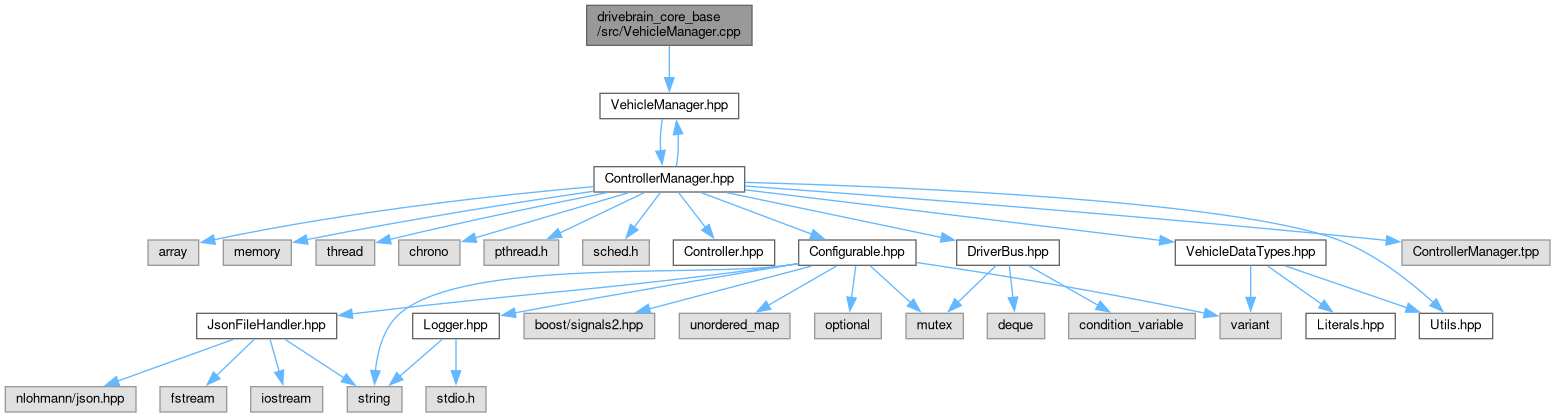 drivebrain_core_base
/src/VehicleManager.cpp
VehicleManager.hpp
ControllerManager.hpp
array
memory
thread
chrono
pthread.h
sched.h
Controller.hpp
Configurable.hpp
DriverBus.hpp
VehicleDataTypes.hpp
ControllerManager.tpp
JsonFileHandler.hpp
Logger.hpp
boost/signals2.hpp
unordered_map
optional
mutex
deque
condition_variable
variant
Literals.hpp
Utils.hpp
nlohmann/json.hpp
fstream
iostream
string
stdio.h